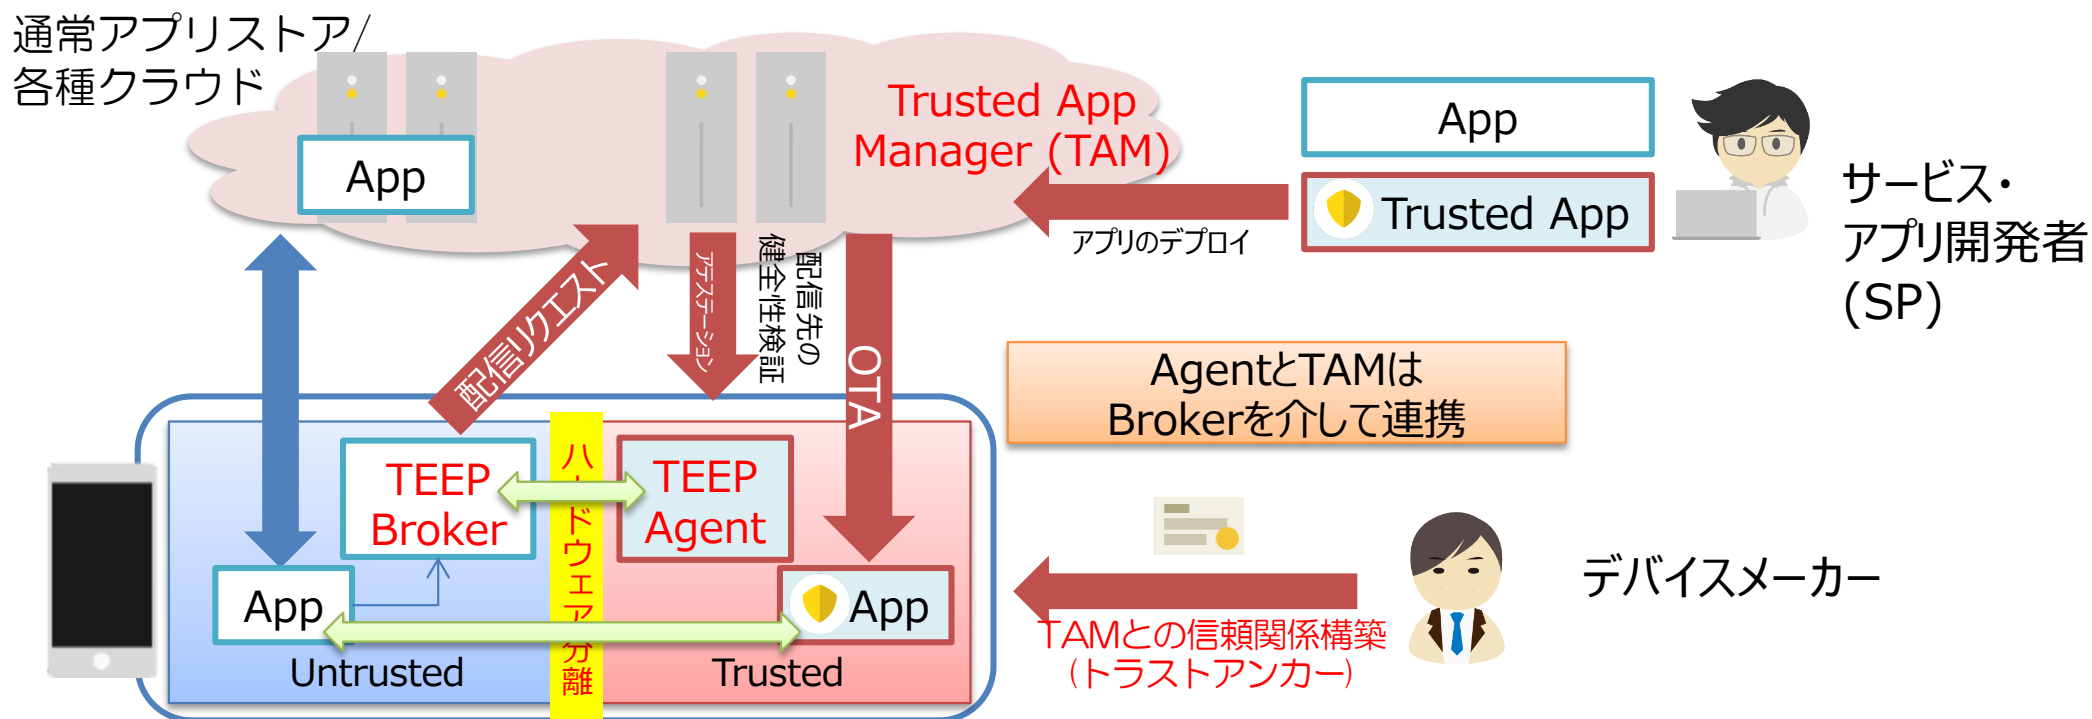 通常アプリストア/
各種クラウド
App
Trusted App
Manager (TAM)
App
Trusted App
アプリのデプロイ
サービス・
アプリ開発者
(SP)
配信リクエスト
アテステーション
配信先の
健全性検証
OTA
AgentとTAMは
Brokerを介して連携
TEEP
Broker
ハードウェア分離
TEEP
Agent
App
App
Untrusted
Trusted
TAMとの信頼関係構築
(トラストアンカー)
デバイスメーカー